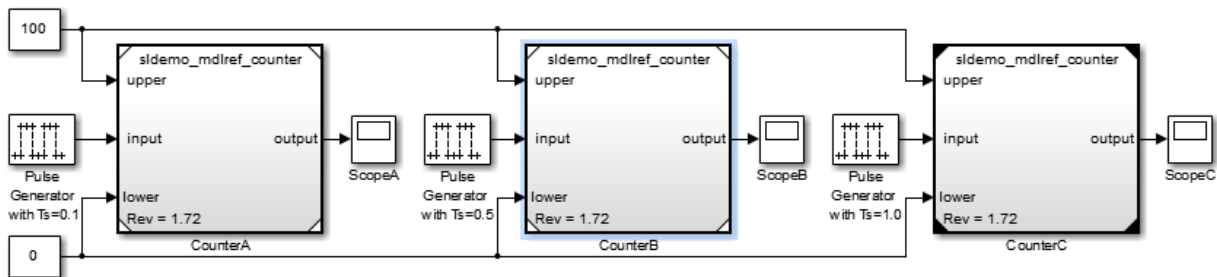 100
sldemo_mdlref_counter
upper
input
output
lower
Rev = 1.72
CounterA
Pulse
Generator
with Ts=0.1
ScopeA
sldemo_mdlref_counter
upper
input
output
lower
Rev = 1.72
CounterB
Pulse
Generator
with Ts=0.5
ScopeB
sldemo_mdlref_counter
upper
input
output
lower
Rev = 1.72
CounterC
Pulse
Generator
with Ts=1.0
ScopeC
0